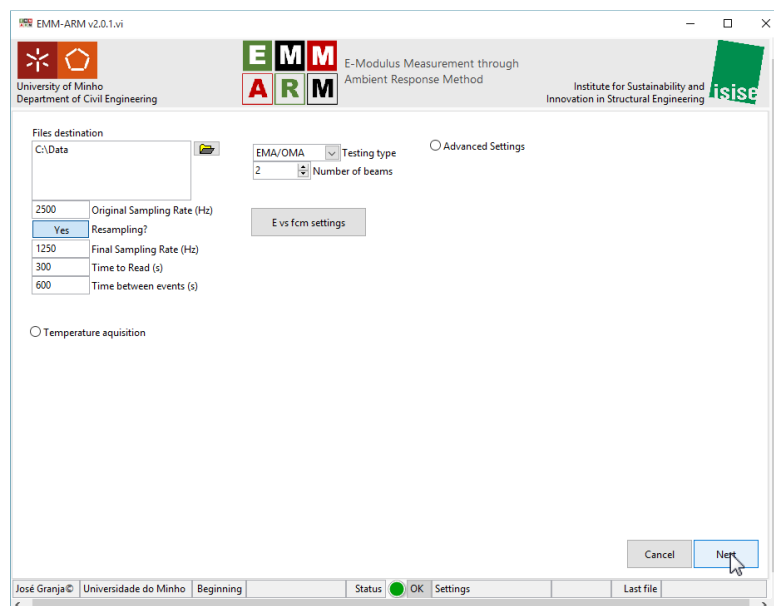 EMM-ARM v2.0.1.vi
University of Minho
Department of Civil Engineering
E M M
A R M
E-Modulus Measurement through
Ambient Response Method
Institute for Sustainability and
Innovation in Structural Engineering
isise
Files destination
C:\Data
EMA/OMA Testing type
2 Number of beams
Advanced Settings
2500 Original Sampling Rate (Hz)
Yes Resampling?
1250 Final Sampling Rate (Hz)
300 Time to Read (s)
600 Time between events (s)
E vs fcm settings
Temperature aquisition
Cancel
Next
José Granja© Universidade do Minho Beginning Status OK Settings Last file